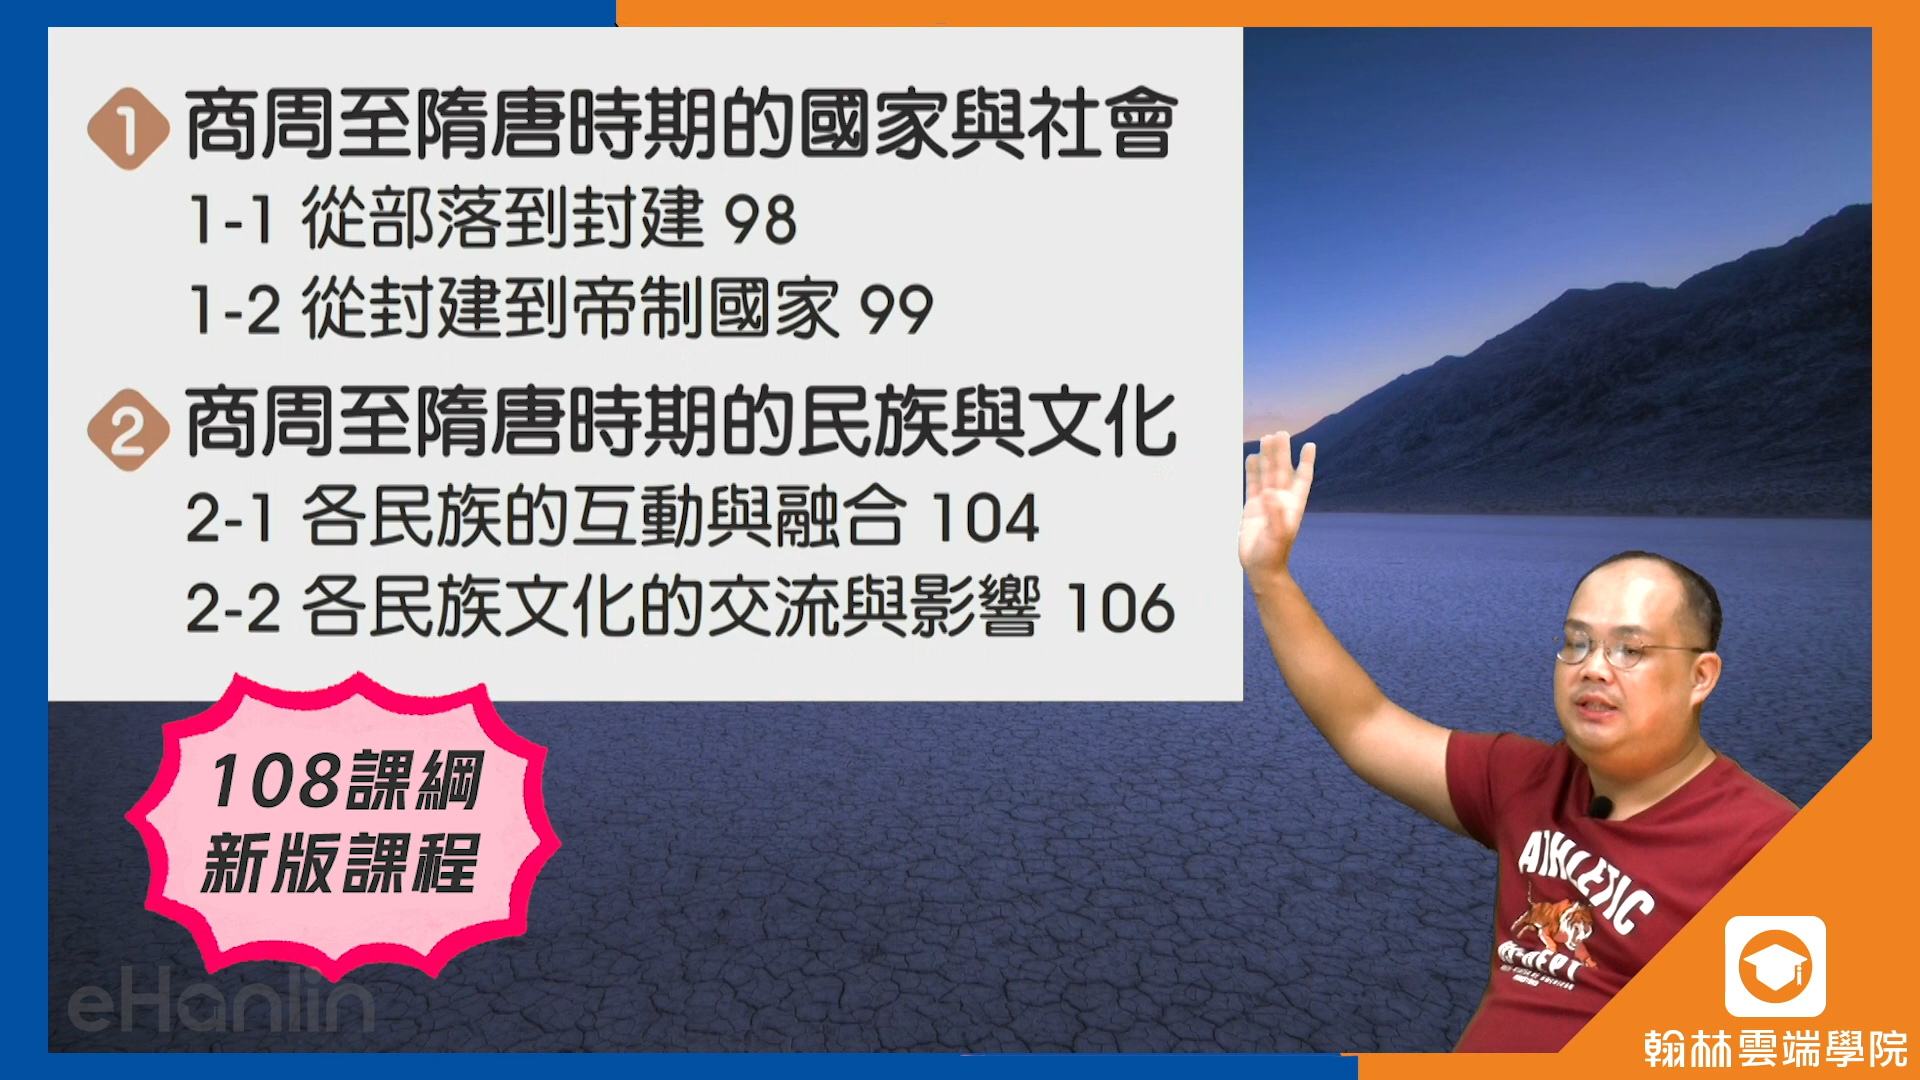 1 商周至隋唐時期的國家與社會
1-1 從部落到封建 98
1-2 從封建到帝制國家 99
2 商周至隋唐時期的民族與文化
2-1 各民族的互動與融合 104
2-2 各民族文化的交流與影響 106
108課綱
新版課程
eHanlin
ATHLETIC
翰林雲端學院